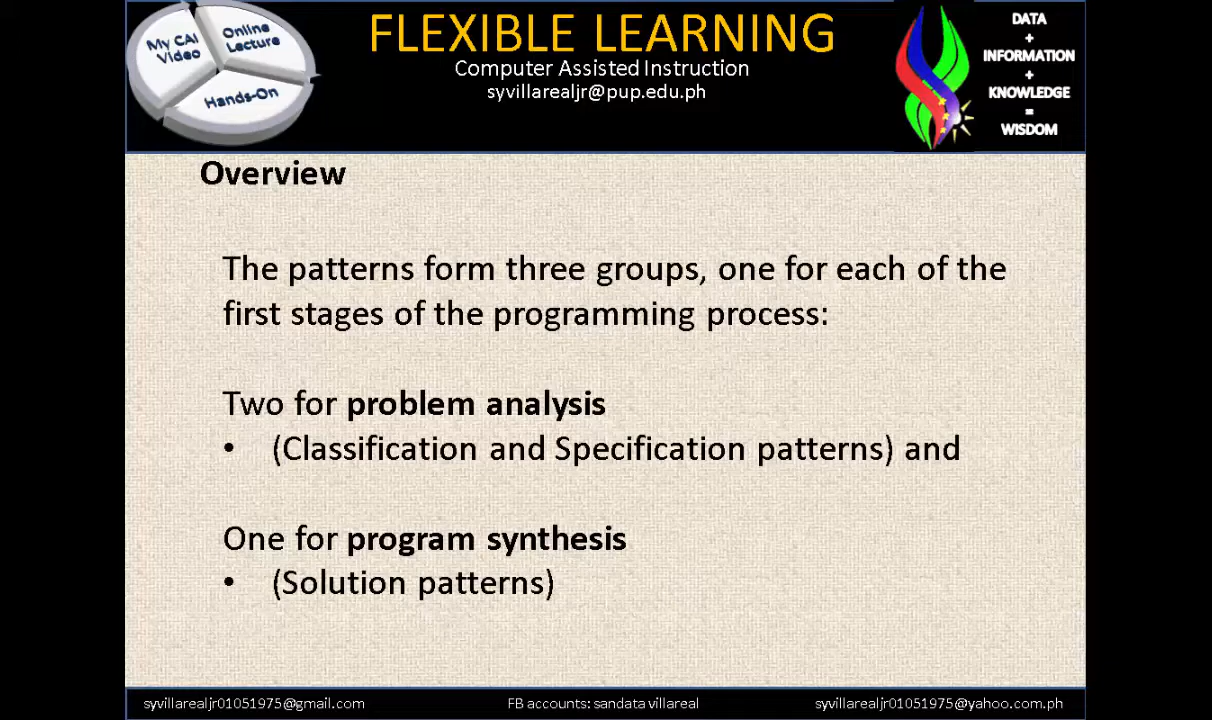 My CAI
Video
Online
Lecture
Hands-On
FLEXIBLE LEARNING
Computer Assisted Instruction
syvillarealjr@pup.edu.ph
DATA
+
INFORMATION
+
KNOWLEDGE
=
WISDOM
Overview
The patterns form three groups, one for each of the
first stages of the programming process:
Two for problem analysis
• (Classification and Specification patterns) and
One for program synthesis
• (Solution patterns)
syvillarealjr01051975@gmail.com
FB accounts: sandata villareal
syvillarealjr01051975@yahoo.com.ph